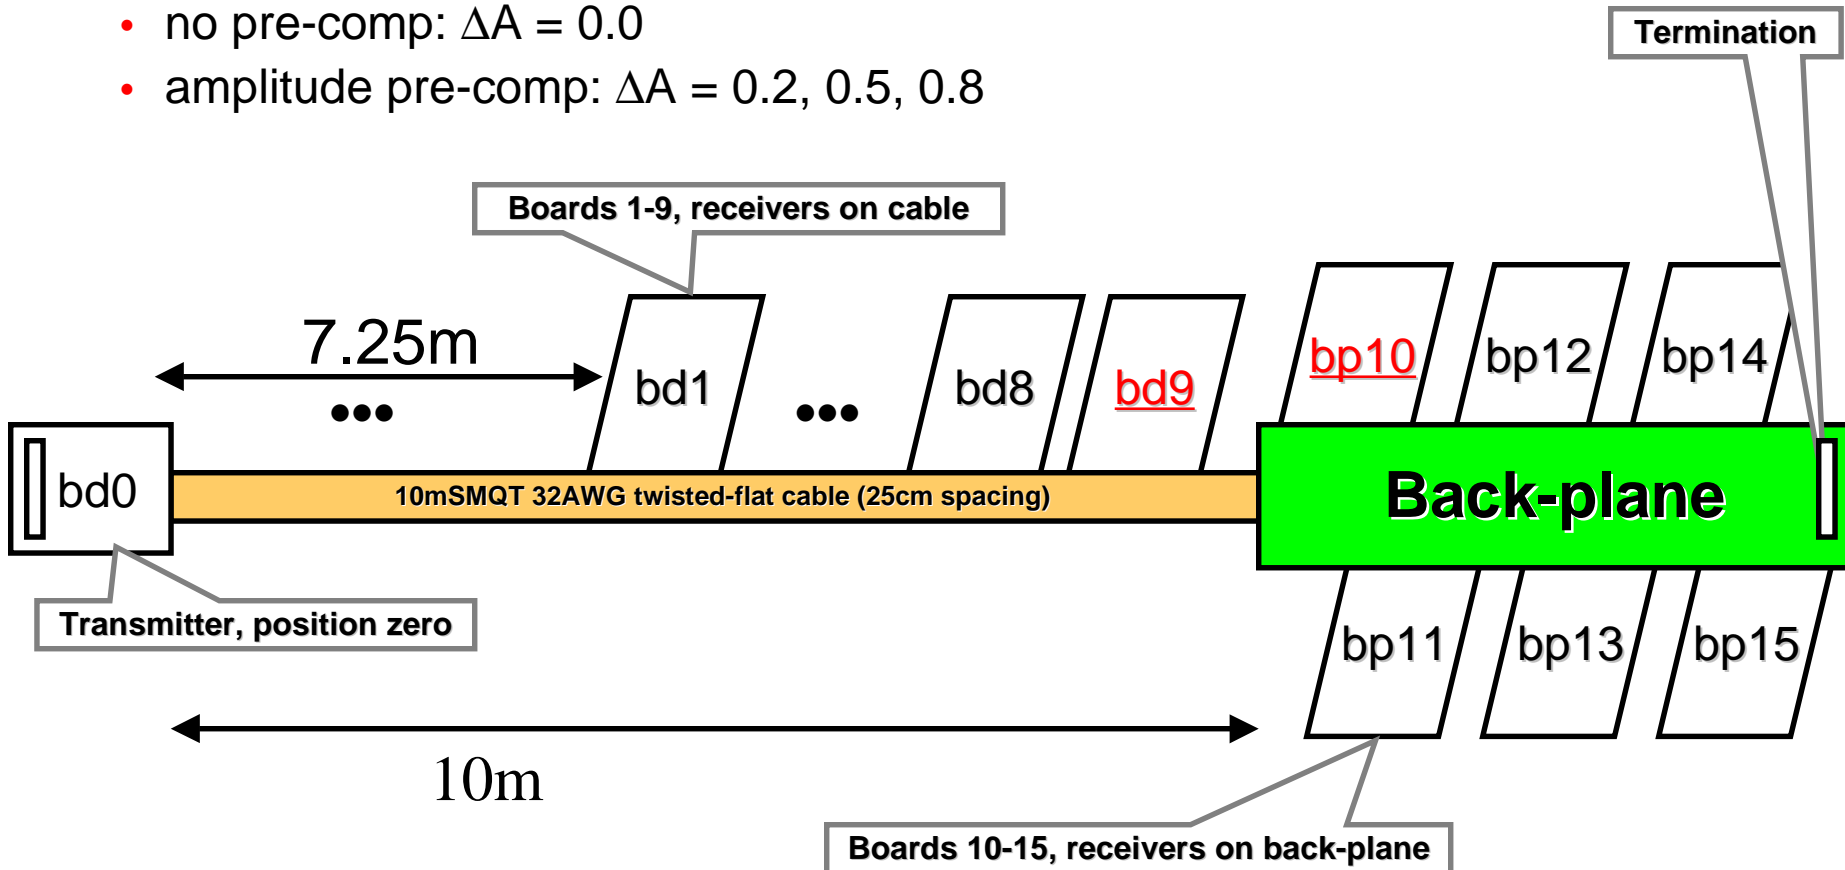 • no pre-comp: ΔA = 0.0
• amplitude pre-comp: ΔA = 0.2, 0.5, 0.8
Termination
Boards 1-9, receivers on cable
7.25m
•••
bd1
•••
bd8
bd9
bp10
bp12
bp14
bd0
10mSMQT 32AWG twisted-flat cable (25cm spacing)
Back-plane
Transmitter, position zero
bp11
bp13
bp15
10m
Boards 10-15, receivers on back-plane